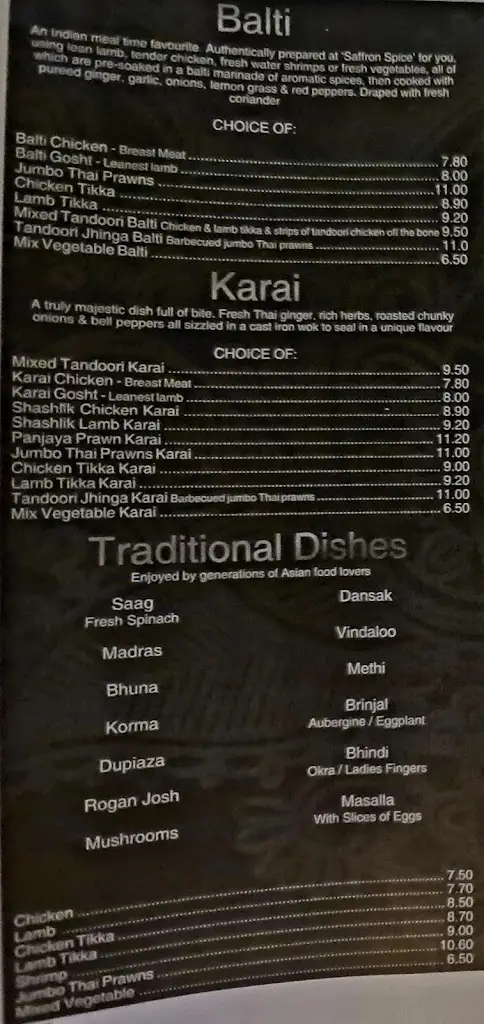 Balti
An Indian meal time favourite. Authentically prepared at 'Saffron Spice' for you,
using lean lamb, tender chicken, fresh water shrimps or fresh vegetables, all of
which are pre-soaked in a balti marinade of aromatic spices, then cooked with
pureed ginger, garlic, onions, lemon grass & red peppers. Draped with fresh
coriander
CHOICE OF:
Balti Chicken - Breast Meat 7.80
Balti Gosht - Leanest lamb 8.00
Jumbo Thai Prawns 11.00
Chicken Tikka 8.90
Lamb Tikka 9.20
Mixed Tandoori Balti Chicken & lamb tikka & strips of tandoori chicken off the bone 9.50
Tandoori Jhinga Balti Barbecued jumbo Thai prawns 11.0
Mix Vegetable Balti 6.50
Karai
A truly majestic dish full of bite. Fresh Thai ginger, rich herbs, roasted chunky
onions & bell peppers all sizzled in a cast iron wok to seal in a unique flavour
CHOICE OF:
Mixed Tandoori Karai 9.50
Karai Chicken - Breast Meat 7.80
Karai Gosht - Leanest lamb 8.00
Shashlik Chicken Karai 8.90
Shashlik Lamb Karai 9.20
Panjaya Prawn Karai 11.20
Jumbo Thai Prawns Karai 11.00
Chicken Tikka Karai 9.00
Lamb Tikka Karai 9.20
Tandoori Jhinga Karai Barbecued jumbo Thai prawns 11.00
Mix Vegetable Karai 6.50
Traditional Dishes
Enjoyed by generations of Asian food lovers
Saag
Fresh Spinach
Madras
Bhuna
Korma
Dupiaza
Rogan Josh
Mushrooms
Dansak
Vindaloo
Methi
Brinjal
Aubergine / Eggplant
Bhindi
Okra / Ladies Fingers
Masalla
With Slices of Eggs
Chicken 7.50
Lamb 7.70
Chicken Tikka 8.50
Lamb Tikka 8.70
Shrimp 9.00
Jumbo Thai Prawns 10.60
Mixed Vegetable 6.50